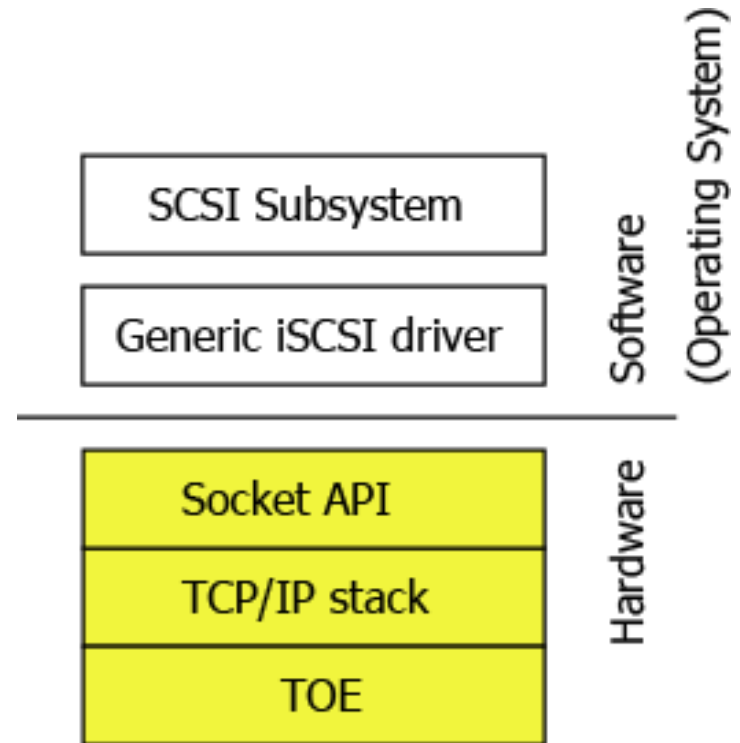 SCSI Subsystem
Generic iSCSI driver
Software
(Operating System)
Socket API
TCP/IP stack
TOE
Hardware